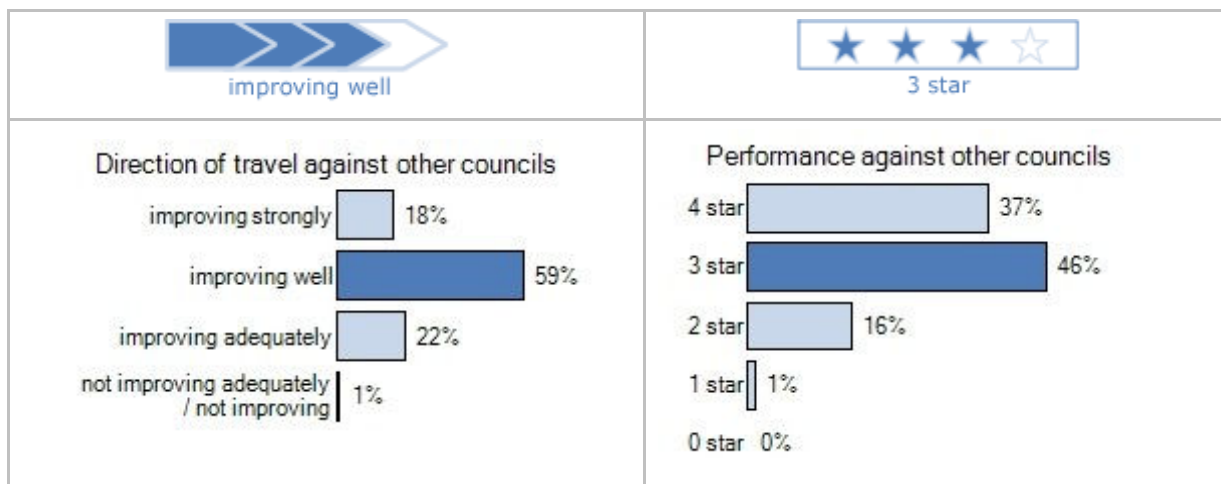 improving well
3 star
Direction of travel against other councils
improving strongly 18%
improving well 59%
improving adequately 22%
not improving adequately
/ not improving 1%
Performance against other councils
4 star 37%
3 star 46%
2 star 16%
1 star 1%
0 star 0%